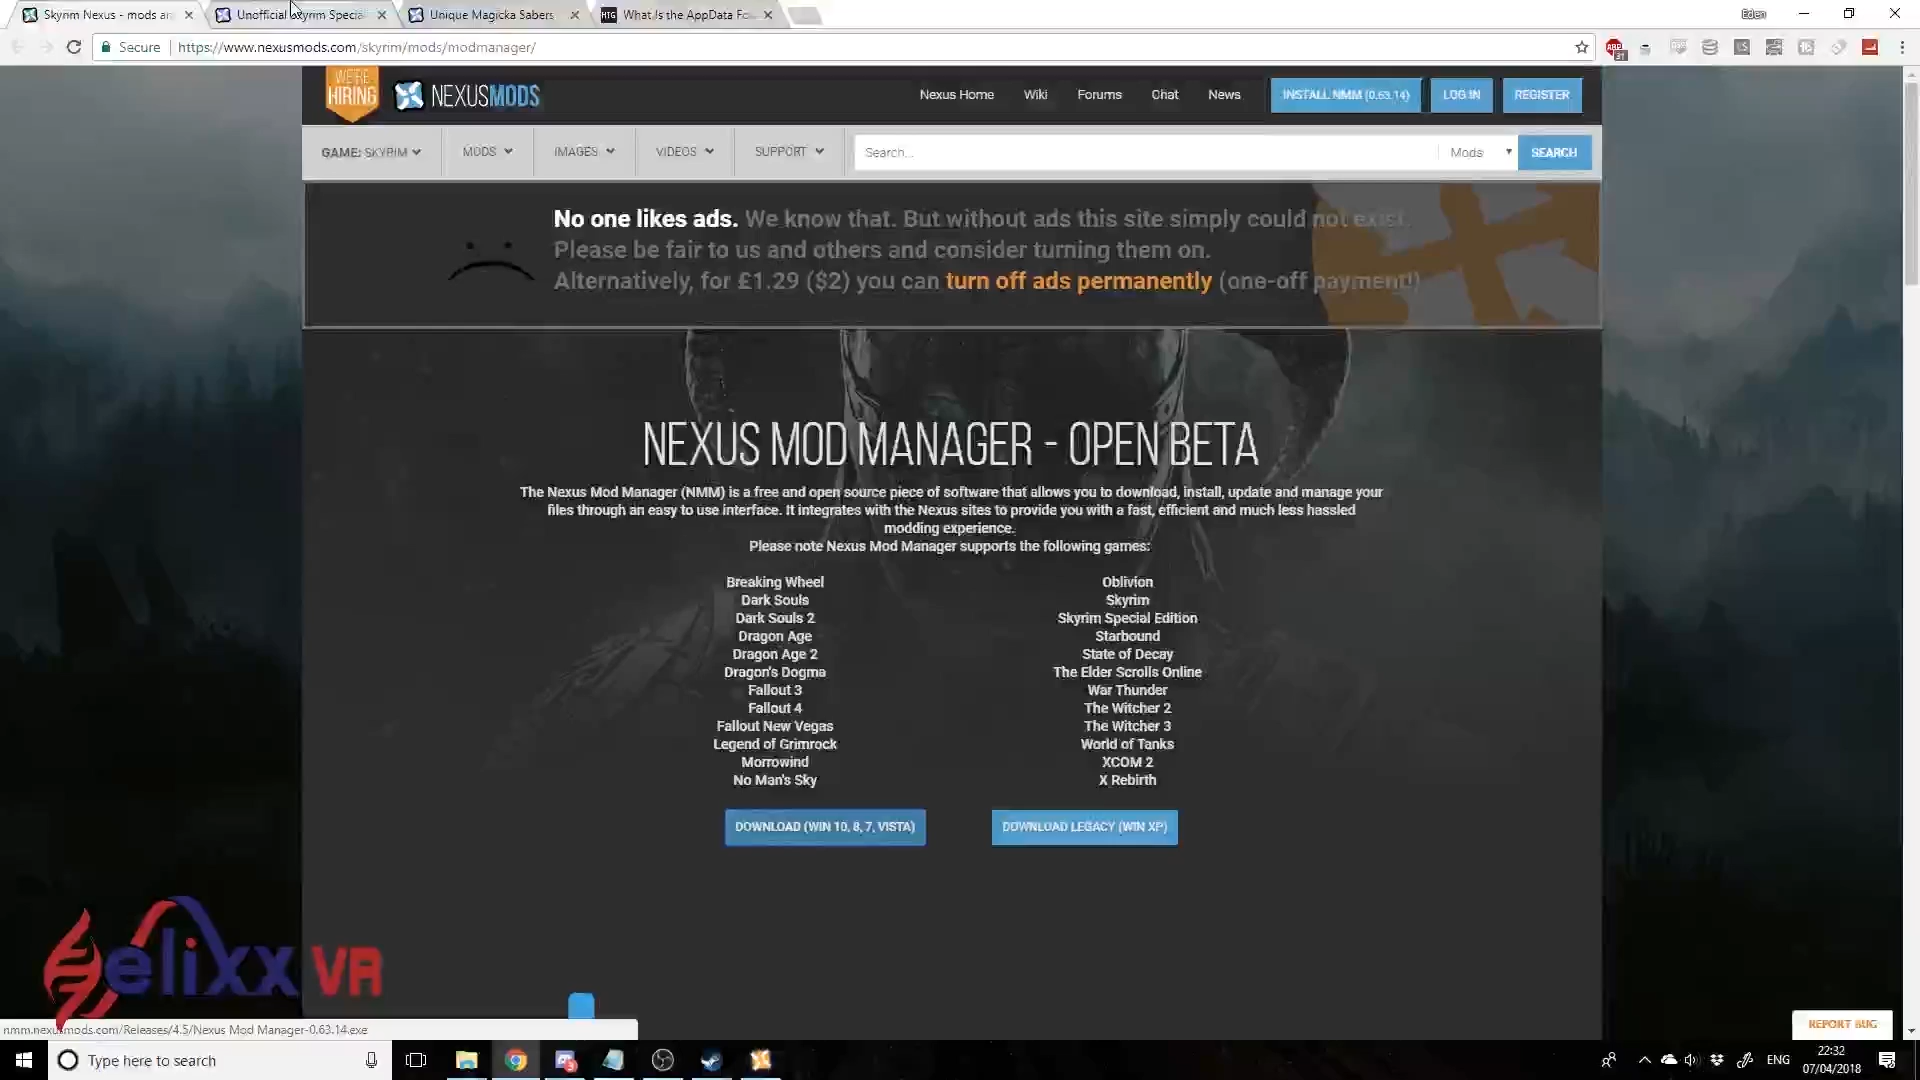 Skyrim Nexus - mods an
Unofficial Skyrim Special
Unique Magicka Sabers
HTG What Is the AppData Fo
Eden
Secure https://www.nexusmods.com/skyrim/mods/modmanager/
31
WE'RE
HIRING
NEXUSMODS
Nexus Home Wiki Forums Chat News INSTALL NMM (0.63.14) LOG IN REGISTER
GAME: SKYRIM MODS IMAGES VIDEOS SUPPORT Search... Mods SEARCH
No one likes ads. We know that. But without ads this site simply could not exist.
Please be fair to us and others and consider turning them on.
Alternatively, for £1.29 ($2) you can turn off ads permanently (one-off payment!)
NEXUS MOD MANAGER - OPEN BETA
The Nexus Mod Manager (NMM) is a free and open source piece of software that allows you to download, install, update and manage your
files through an easy to use interface. It integrates with the Nexus sites to provide you with a fast, efficient and much less hassled
modding experience.
Please note Nexus Mod Manager supports the following games:
Breaking Wheel
Dark Souls
Dark Souls 2
Dragon Age
Dragon Age 2
Dragon's Dogma
Fallout 3
Fallout 4
Fallout New Vegas
Legend of Grimrock
Morrowind
No Man's Sky
Oblivion
Skyrim
Skyrim Special Edition
Starbound
State of Decay
The Elder Scrolls Online
War Thunder
The Witcher 2
The Witcher 3
World of Tanks
XCOM 2
X Rebirth
DOWNLOAD (WIN 10, 8, 7, VISTA)
DOWNLOAD LEGACY (WIN XP)
elixx VR
nmm.nexusmods.com/Releases/4.5/Nexus Mod Manager-0.63.14.exe
REPORT BUG
Type here to search
ENG
22:32
07/04/2018